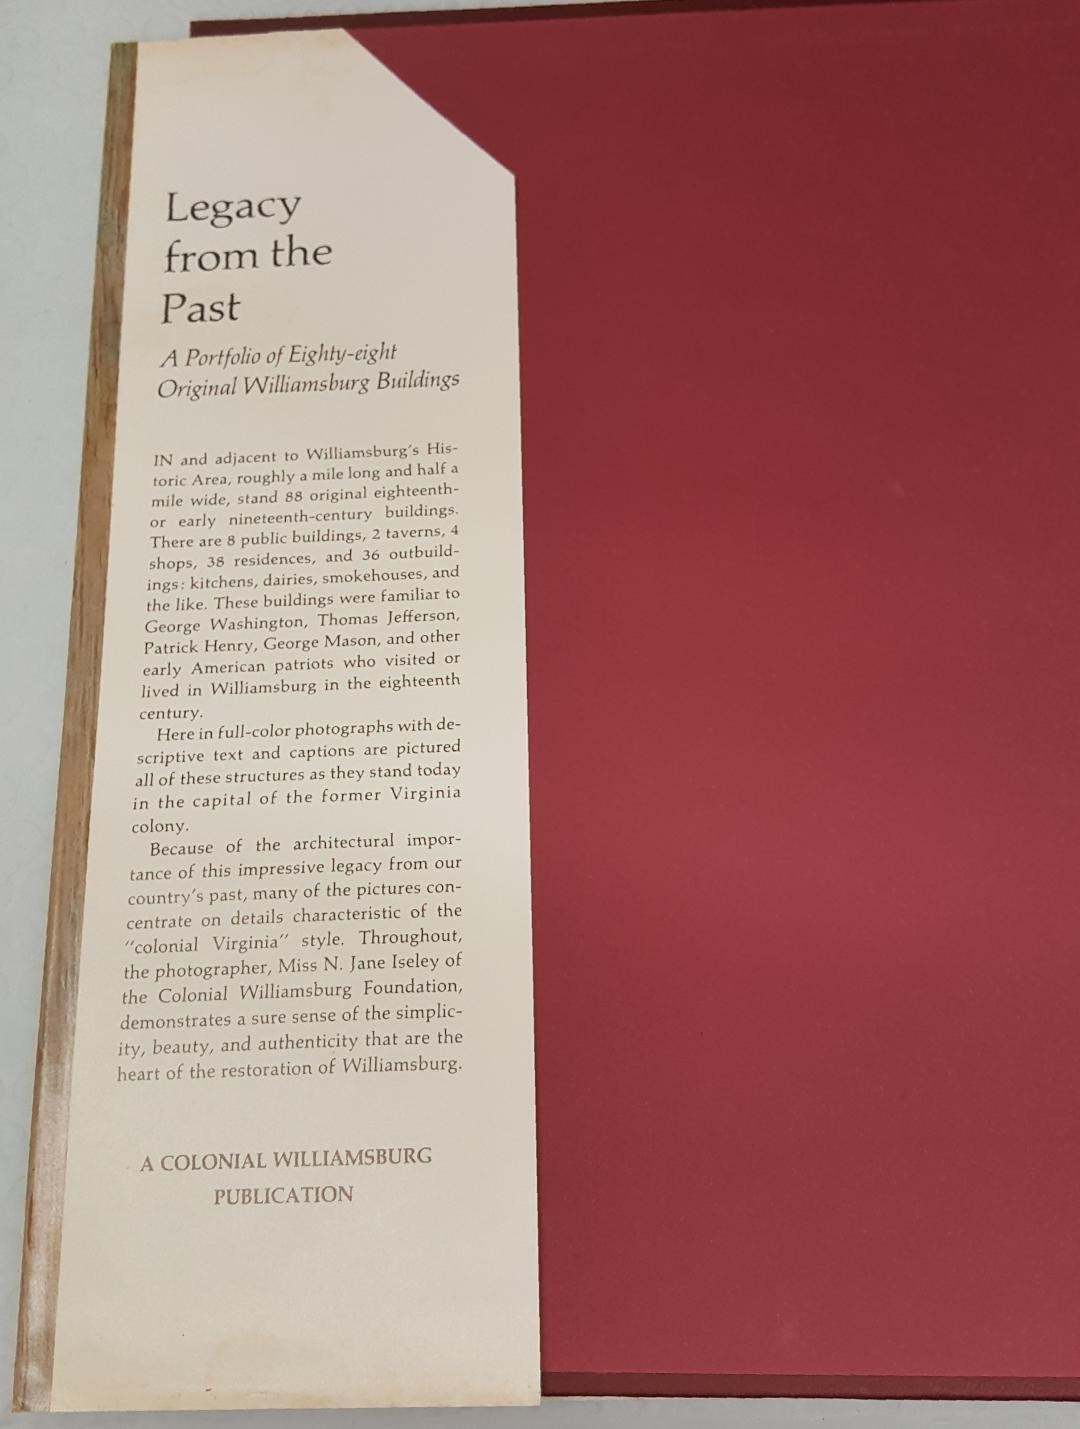 Legacy
from the
Past
A Portfolio of Eighty-eight
Original Williamsburg Buildings
IN and adjacent to Williamsburg's His-
toric Area, roughly a mile long and half a
mile wide, stand 88 original eighteenth-
or early nineteenth-century buildings.
There are 8 public buildings, 2 taverns, 4
shops, 38 residences, and 36 outbuild-
ings: kitchens, dairies, smokehouses, and
the like. These buildings were familiar to
George Washington, Thomas Jefferson,
Patrick Henry, George Mason, and other
early American patriots who visited or
lived in Williamsburg in the eighteenth
century.
Here in full-color photographs with de-
scriptive text and captions are pictured
all of these structures as they stand today
in the capital of the former Virginia
colony.
Because of the architectural impor-
tance of this impressive legacy from our
country's past, many of the pictures con-
centrate on details characteristic of the
"colonial Virginia" style. Throughout,
the photographer, Miss N. Jane Iseley of
the Colonial Williamsburg Foundation,
demonstrates a sure sense of the simplic-
ity, beauty, and authenticity that are the
heart of the restoration of Williamsburg.
A COLONIAL WILLIAMSBURG
PUBLICATION